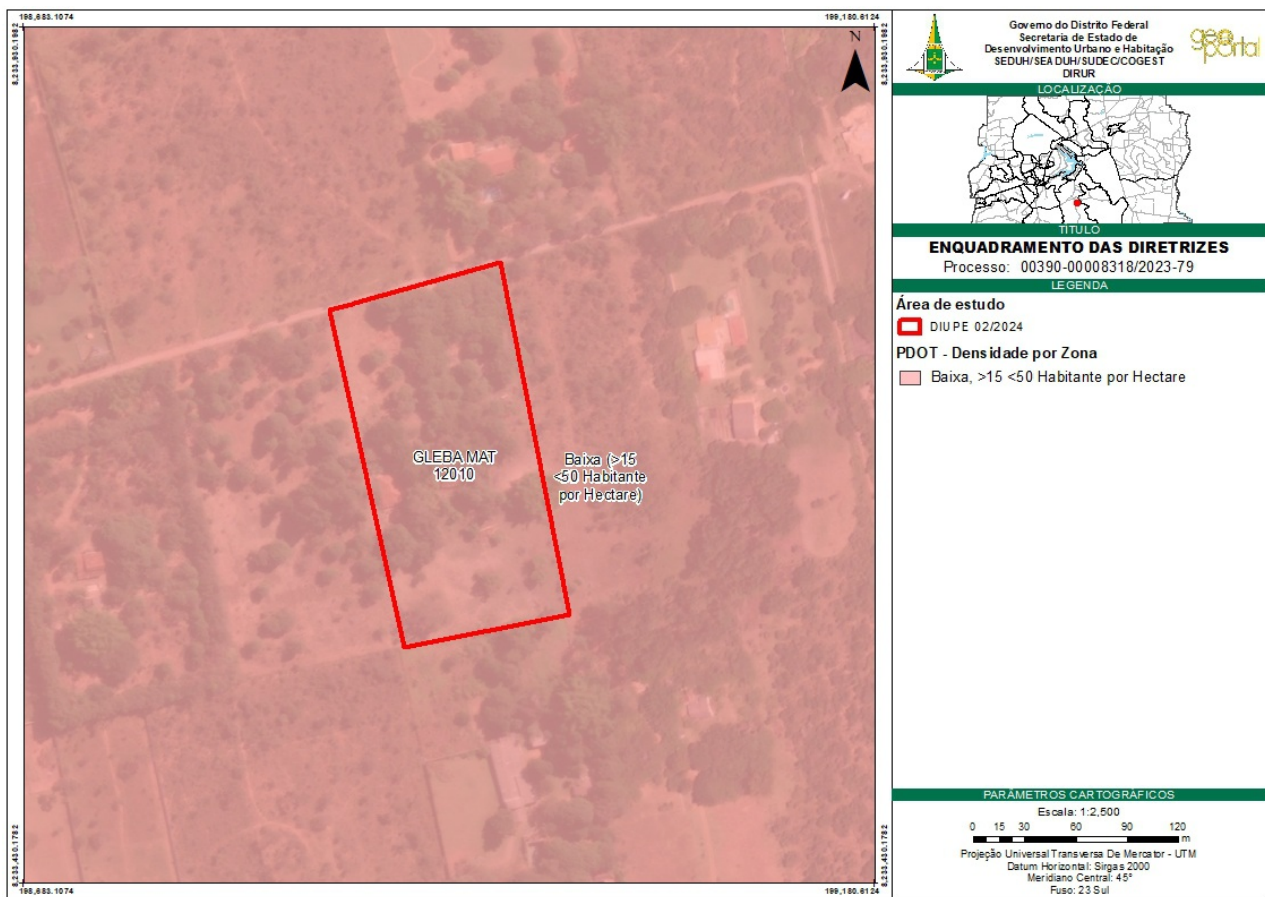 198,683.1074
199,180.6124
8,233,930.1982
8,233,930.1982
N
GLEBA MAT
12010
Baixa (>15
<50 Habitante
por Hectare)
8,233,430.1782
8,233,430.1782
198,683.1074
199,180.6124
Governo do Distrito Federal
Secretaria de Estado de
Desenvolvimento Urbano e Habitação
SEDUH/SEADUH/SUDEC/COGEST
DIRUR
geo
portal
LOCALIZAÇÃO
TÍTULO
ENQUADRAMENTO DAS DIRETRIZES
Processo: 00390-00008318/2023-79
LEGENDA
Área de estudo
DIUPE 02/2024
PDOT - Densidade por Zona
Baixa, >15 <50 Habitante por Hectare
PARÂMETROS CARTOGRÁFICOS
Escala: 1:2,500
0 15 30 60 90 120
m
Projeção Universal Transversa De Mercator - UTM
Datum Horizontal: Sirgas 2000
Meridiano Central: 45°
Fuso: 23 Sul